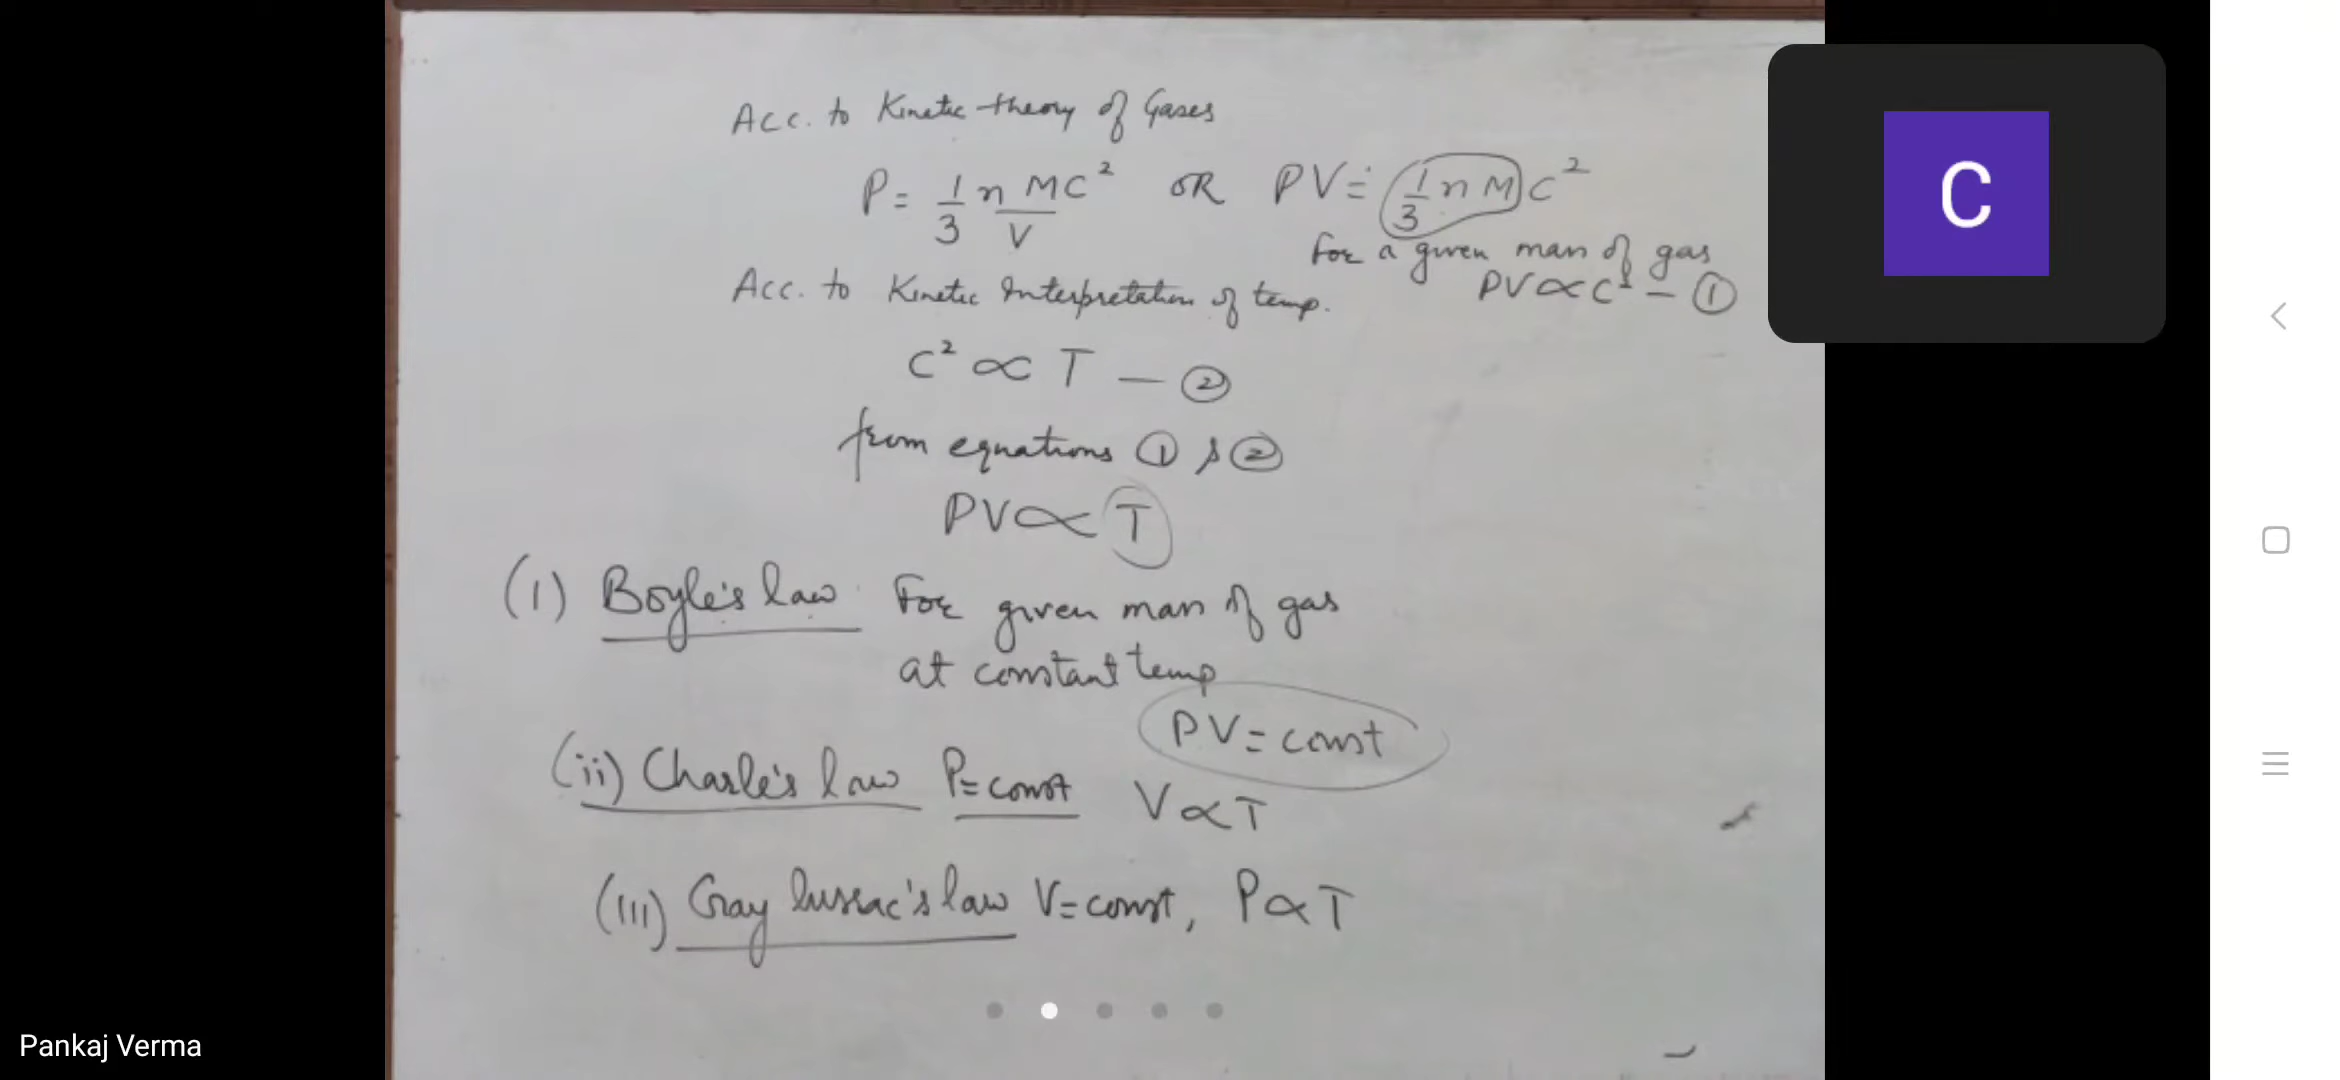 Acc. to Kinetic theory of Gases
P = 1/3 n MC²/V OR PV = 1/3 n M C²
For a given mass of gas
PV ∝ C² - ①
Acc. to Kinetic Interpretation of temp.
C² ∝ T - ②
from equations ① & ②
PV ∝ T
(1) Boyle's law For given mass of gas
at constant temp
PV = const
(ii) Charle's law P = const V ∝ T
(III) Gray lussac's law V = const, P ∝ T
C
Pankaj Verma